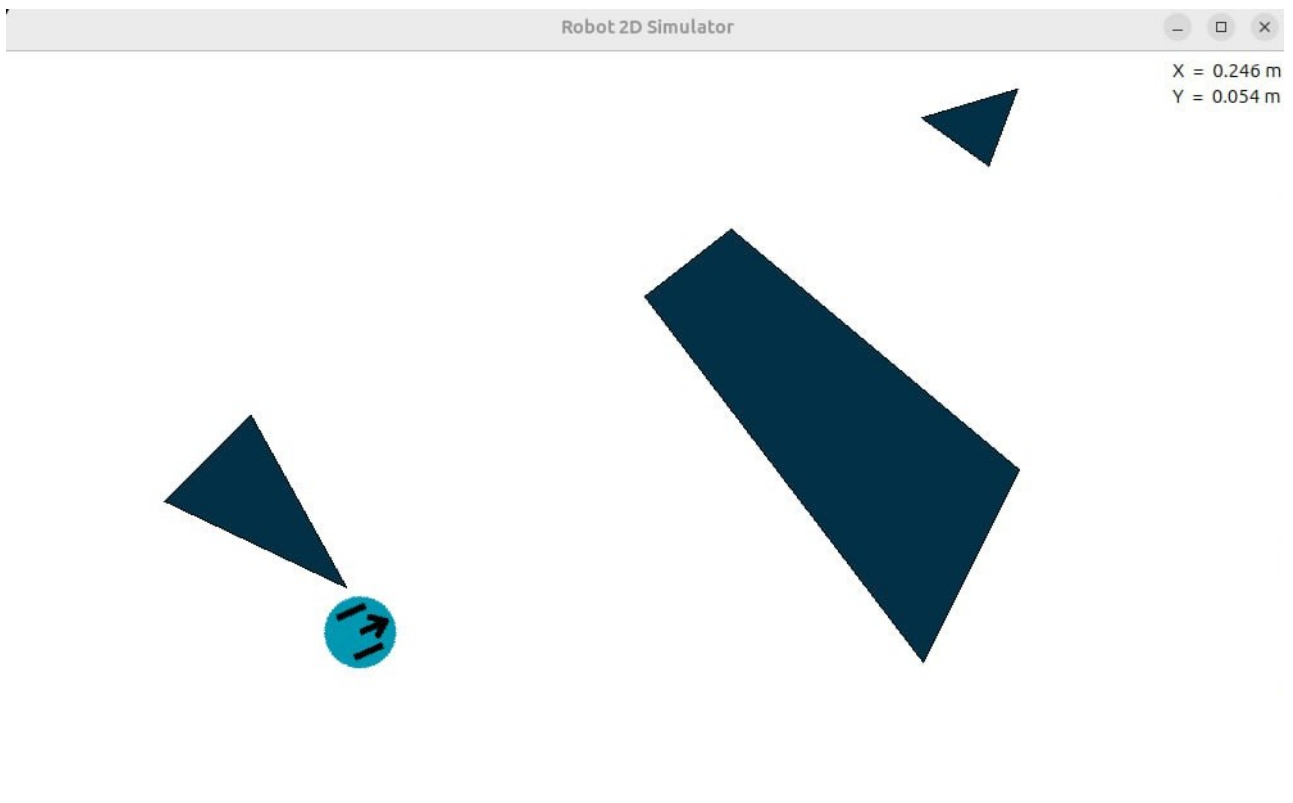 Robot 2D Simulator
X = 0.246 m
Y = 0.054 m